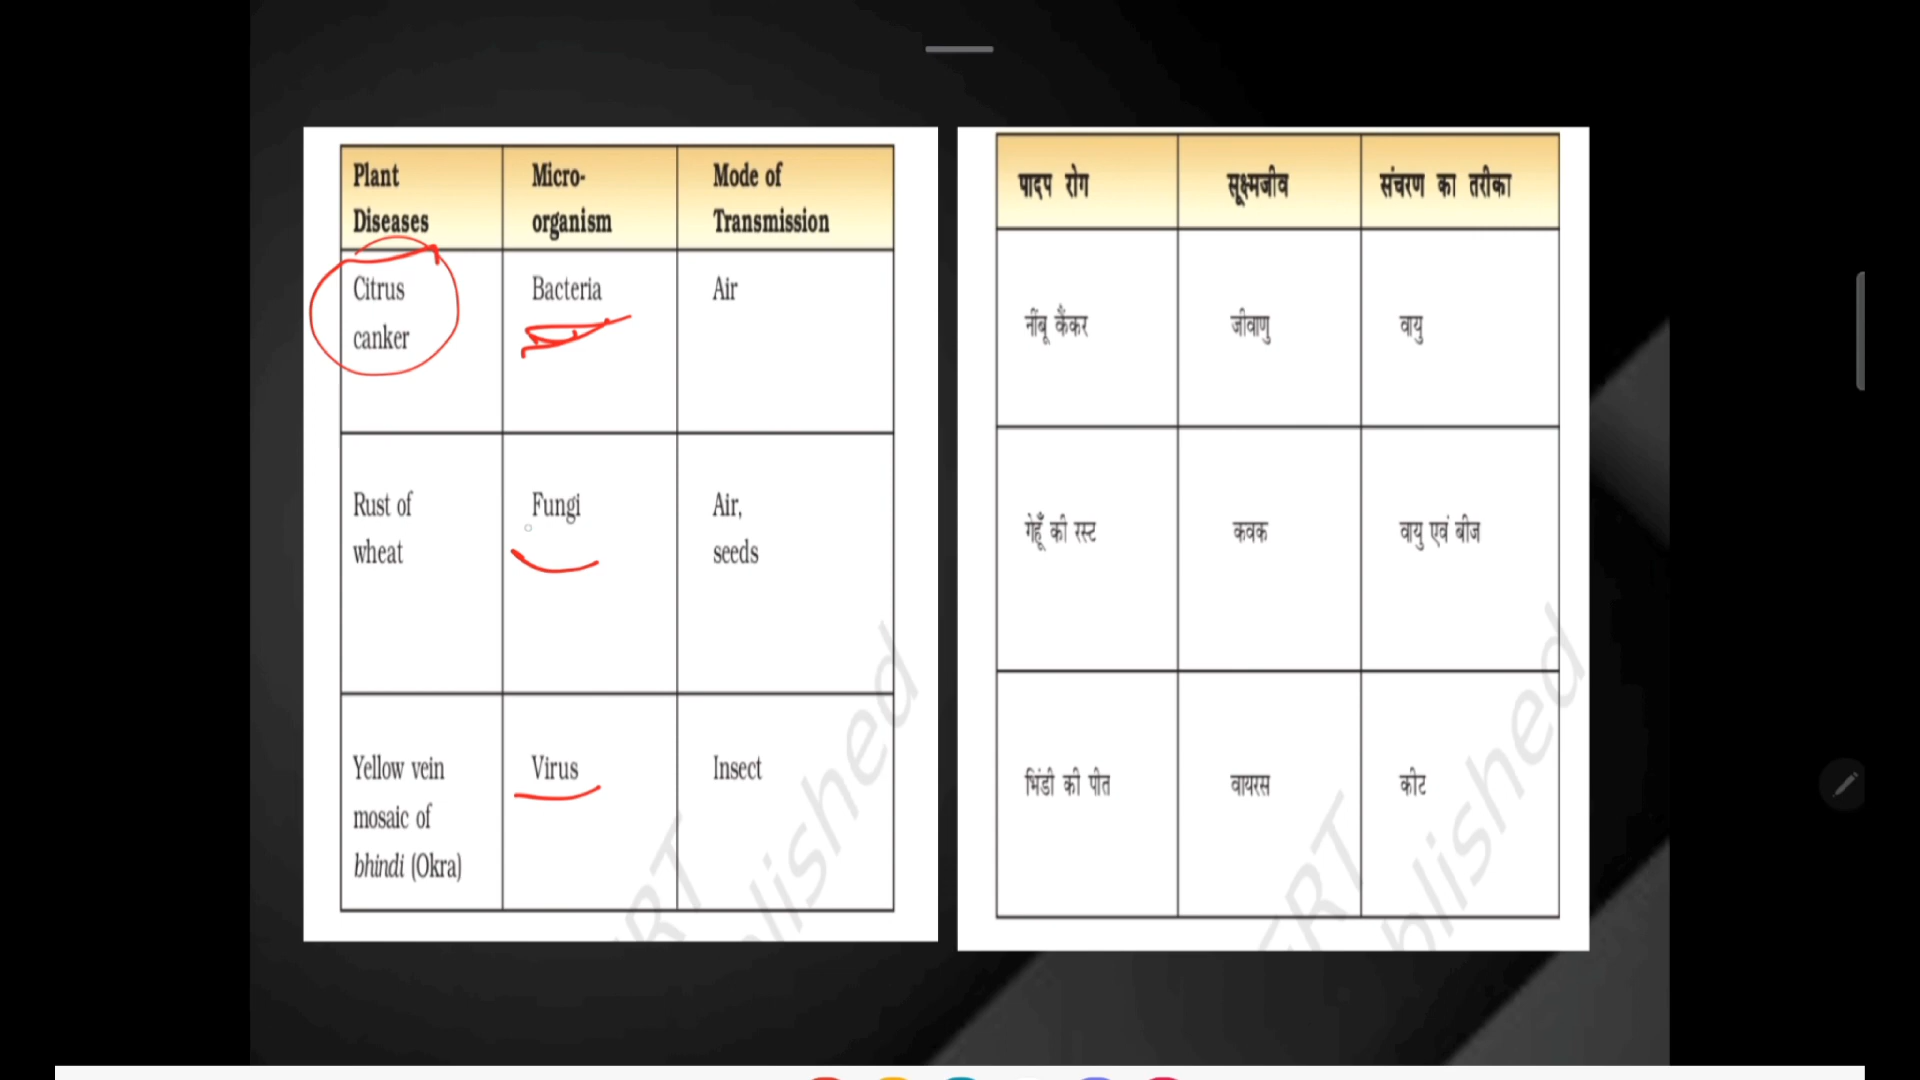 Plant
Diseases
Micro-
organism
Mode of
Transmission
Citrus
canker
Bacteria
Air
Rust of
wheat
Fungi
Air,
seeds
Yellow vein
mosaic of
bhindi (Okra)
Virus
Insect
पादप रोग
सूक्ष्मजीव
संचरण का तरीका
नींबू कैंकर
जीवाणु
वायु
गेहूँ की रस्ट
कवक
वायु एवं बीज
भिंडी की पीत
वायरस
कीट